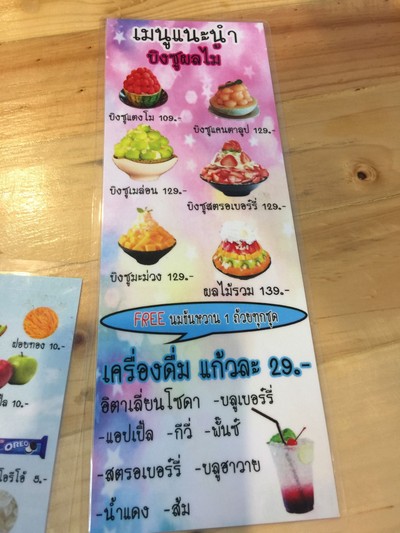 เมนูแนะนำ
บิงซูผลไม้
บิงซูแตงโม 109.-
บิงซูแคนตาลูป 129.-
บิงซูเมล่อน 129.-
บิงซูสตรอเบอร์รี่ 129.-
บิงซูมะม่วง 129.-
ผลไม้รวม 139.-
FREE นมข้นหวาน 1 ถ้วยทุกชุด
เครื่องดื่ม แก้วละ 29.-
อิตาเลี่ยนโซดา -บลูเบอร์รี่
-แอปเปิ้ล -กีวี่ -พั้นซ์
-สตรอเบอร์รี่ -บลูฮาวาย
-น้ำแดง -ส้ม
ฝอยทอง 10.-
10.-
OREO
โอริโอ้ 5.-